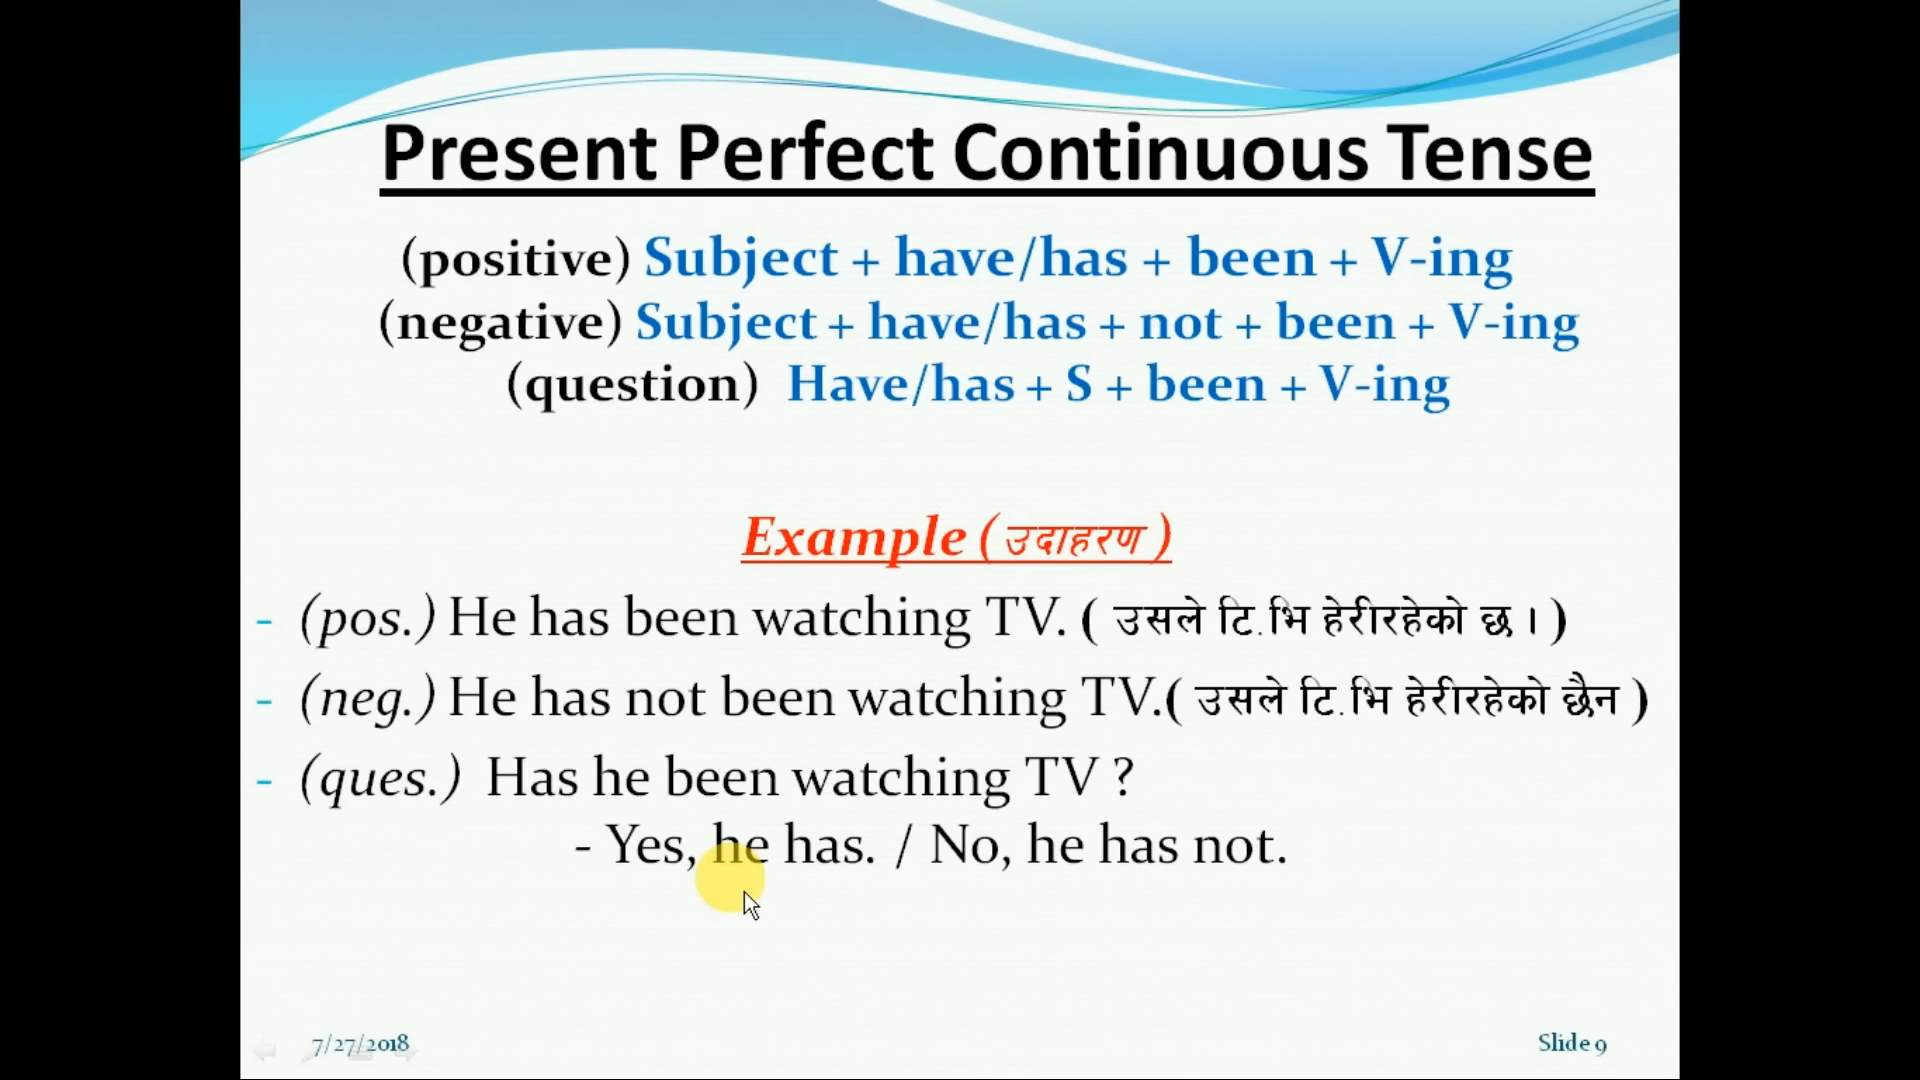 Present Perfect Continuous Tense
(positive) Subject + have/has + been + V-ing
(negative) Subject + have/has + not + been + V-ing
(question) Have/has + S + been + V-ing
Example ( उदाहरण )
- (pos.) He has been watching TV. ( उसले टि.भि हेरीरहेको छ । )
- (neg.) He has not been watching TV.( उसले टि.भि हेरीरहेको छैन )
- (ques.) Has he been watching TV ?
- Yes, he has. / No, he has not.
7/27/2018
Slide 9